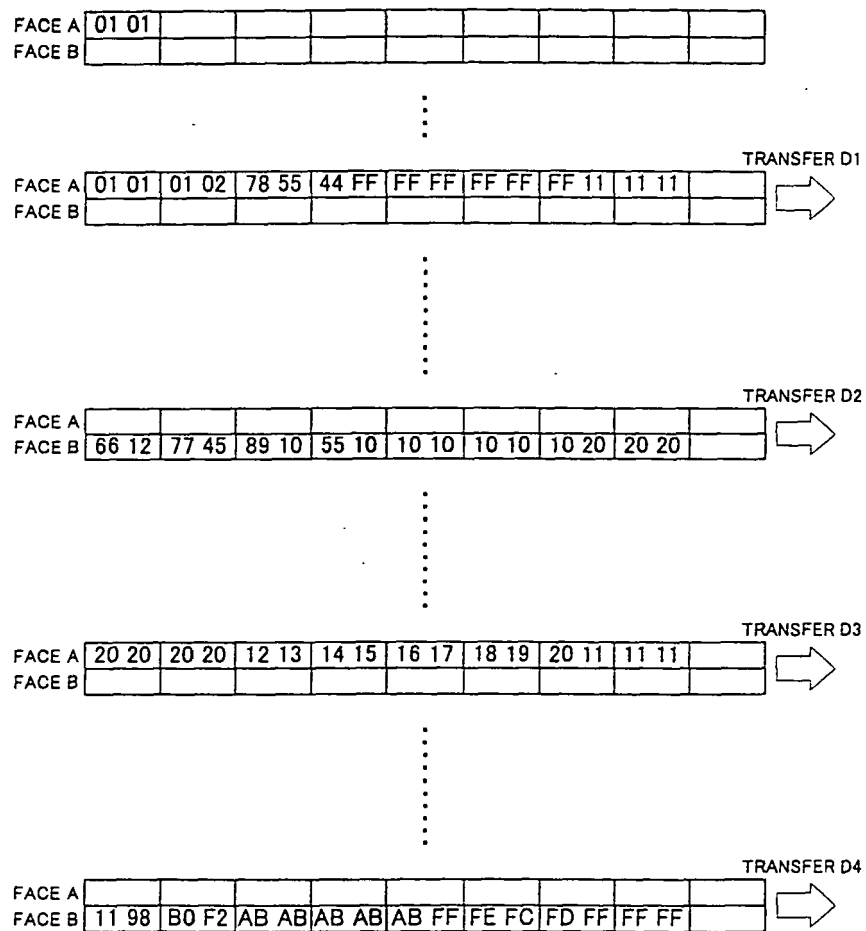 FACE A 01 01
FACE B
TRANSFER D1
FACE A 01 01 01 02 78 55 44 FF FF FF FF FF FF 11 11 11
FACE B
TRANSFER D2
FACE A
FACE B 66 12 77 45 89 10 55 10 10 10 10 10 10 20 20 20
TRANSFER D3
FACE A 20 20 20 20 12 13 14 15 16 17 18 19 20 11 11 11
FACE B
TRANSFER D4
FACE A
FACE B 11 98 B0 F2 AB AB AB AB AB FF FE FC FD FF FF FF